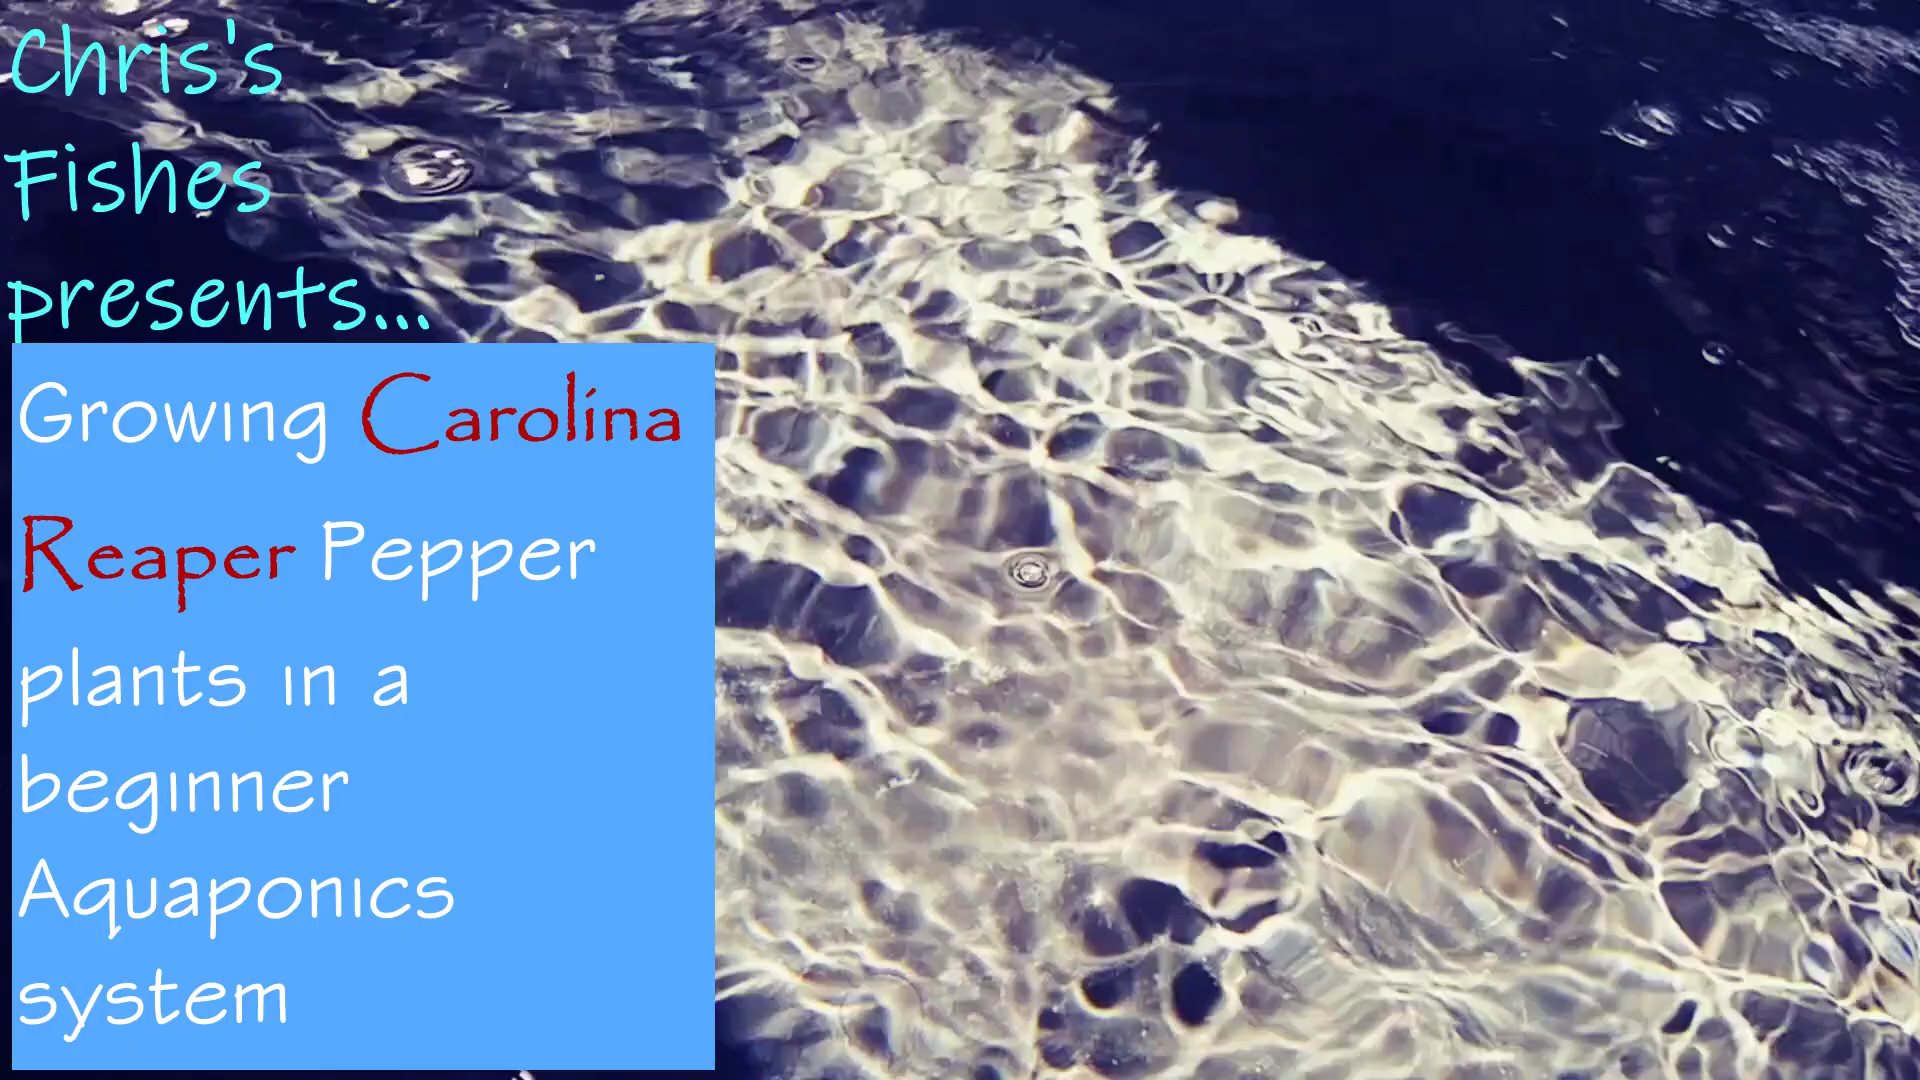 Chris's
Fishes
presents...
Growing Carolina
Reaper Pepper
plants in a
beginner
Aquaponics
system